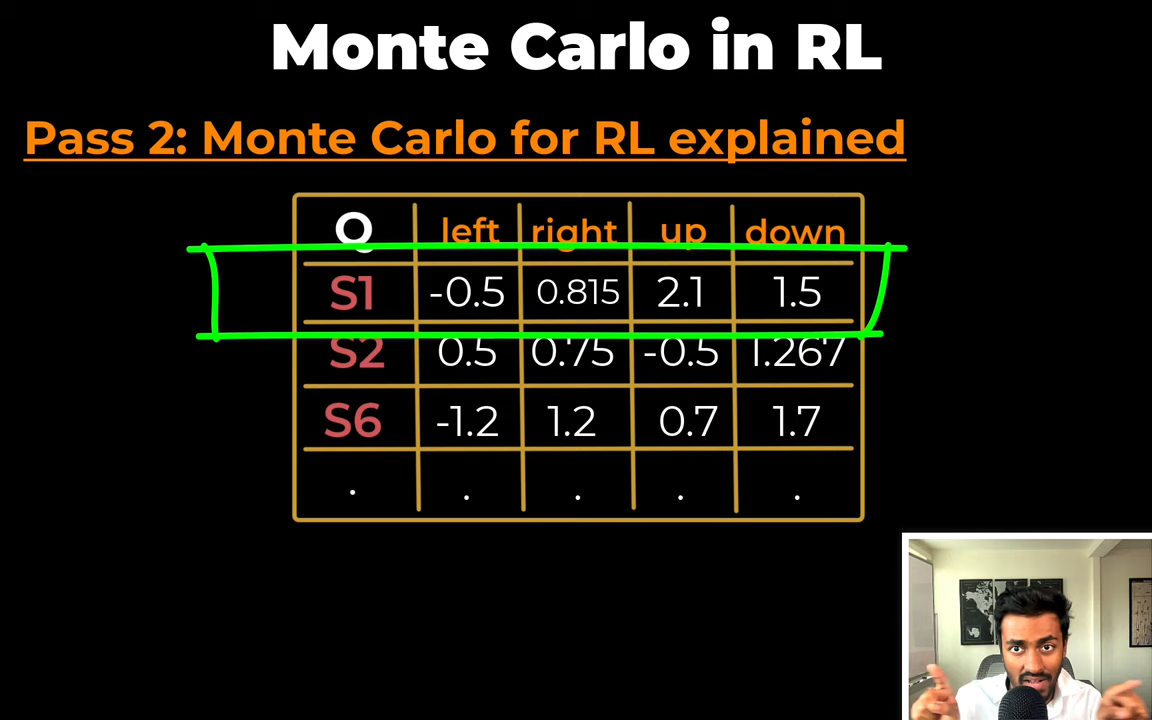 Monte Carlo in RL
Pass 2: Monte Carlo for RL explained
Q left right up down
S1 -0.5 0.815 2.1 1.5
S2 0.5 0.75 -0.5 1.267
S6 -1.2 1.2 0.7 1.7
. . . . .